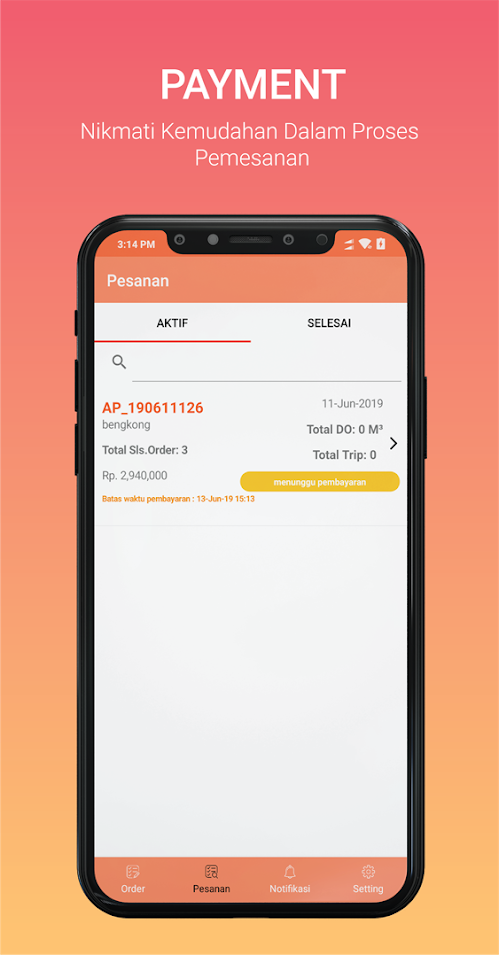 PAYMENT
Nikmati Kemudahan Dalam Proses
Pemesanan
3:14 PM
Pesanan
AKTIF
SELESAI
AP_190611126
11-Jun-2019
bengkong
Total DO: 0 M³
Total Sls.Order: 3
Total Trip: 0
Rp. 2,940,000
menunggu pembayaran
Batas waktu pembayaran : 13-Jun-19 15:13
Order
Pesanan
Notifikasi
Setting